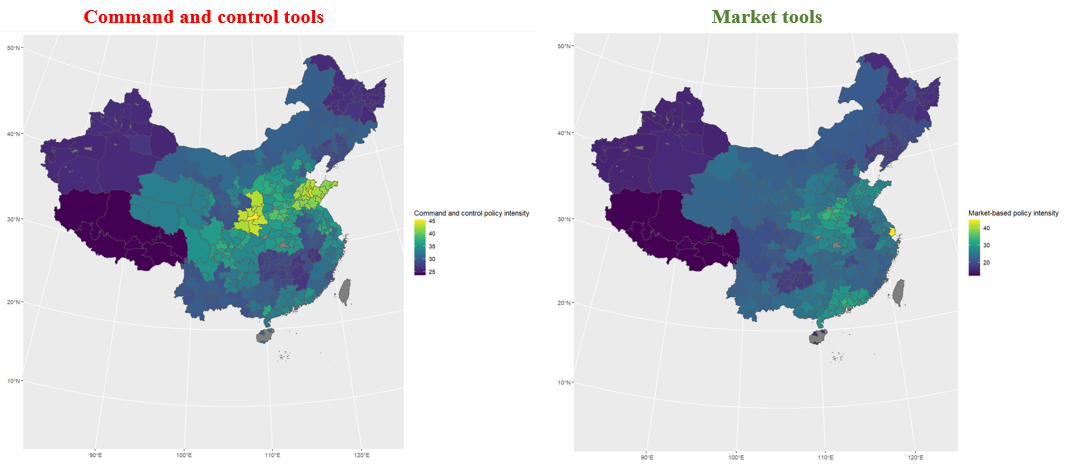 Command and control tools
Market tools
50°N
40°N
30°N
20°N
10°N
90°E
100°E
110°E
120°E
Command and control policy intensity
45
40
35
30
25
50°N
40°N
30°N
20°N
10°N
90°E
100°E
110°E
120°E
Market-based policy intensity
40
30
20